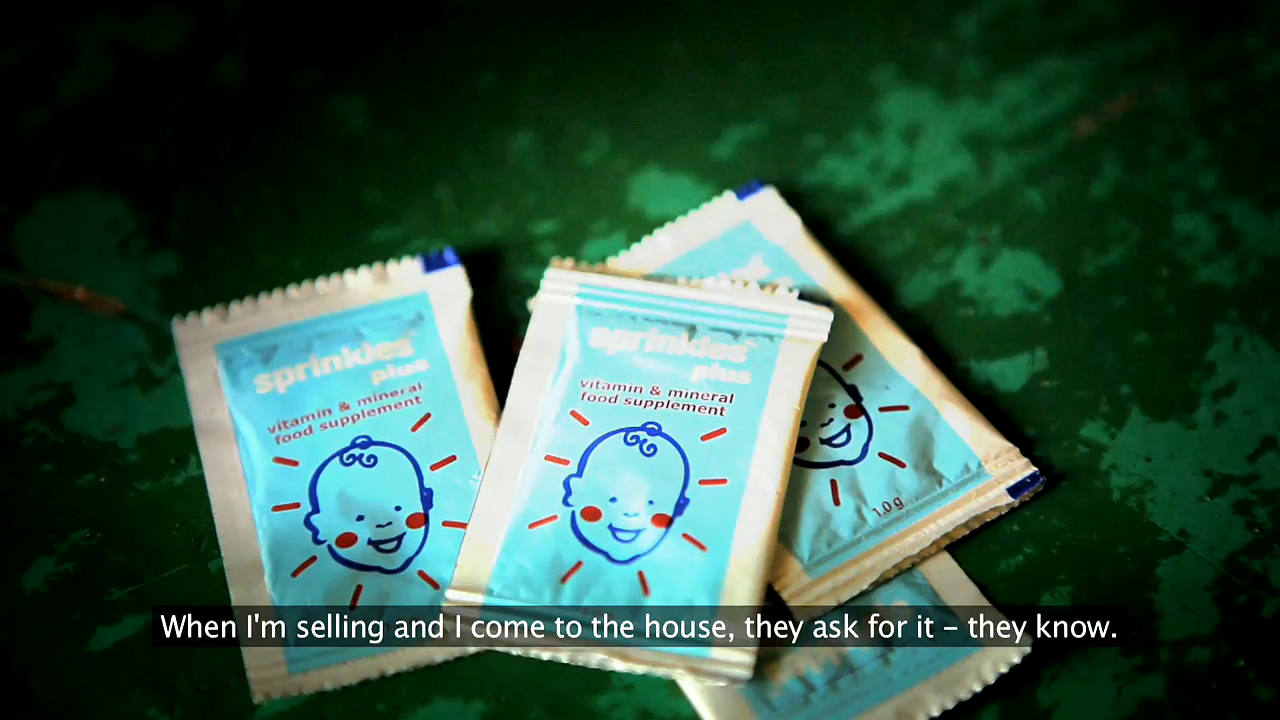 sprinkles
plus
vitamin & mineral
food supplement
sprinkles
plus
vitamin & mineral
food supplement
1.0 g
When I'm selling and I come to the house, they ask for it – they know.